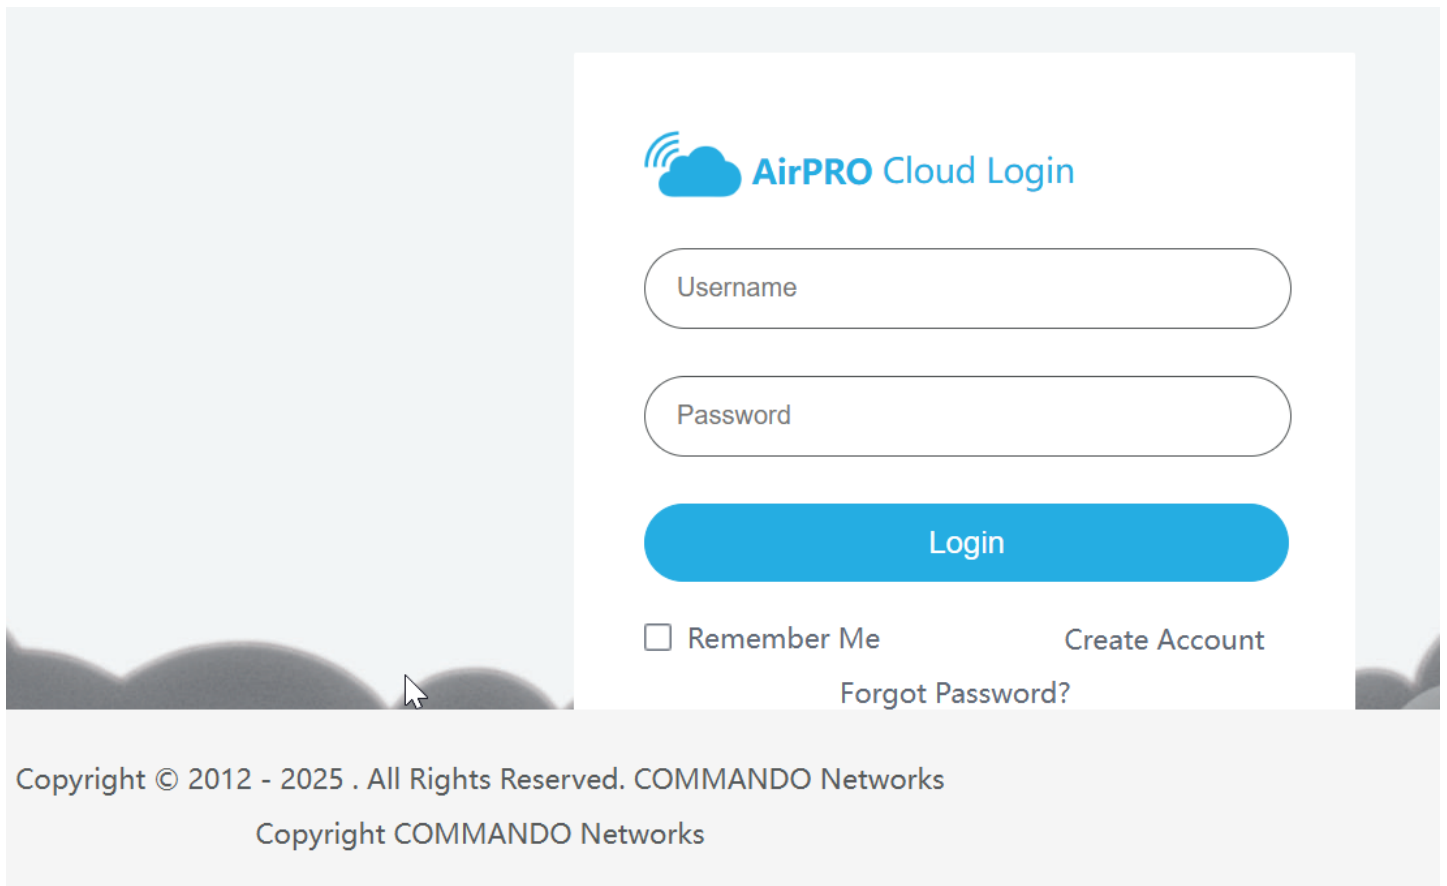 AirPRO Cloud Login
Username
Password
Login
Remember Me
Create Account
Forgot Password?
Copyright © 2012 - 2025 . All Rights Reserved. COMMANDO Networks
Copyright COMMANDO Networks